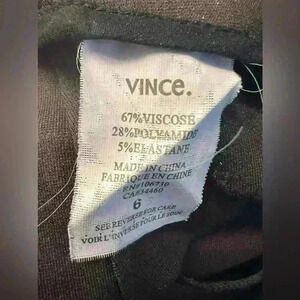 VINCE.
67%VISCOSE
28%POLYAMIDE
5%ELASTANE
MADE IN CHINA
FABRIQUE EN CHINE
RN#106730
CA#34460
6
SEE REVERSE FOR CARE
VOIR L'INVERSE POUR LE SOIN